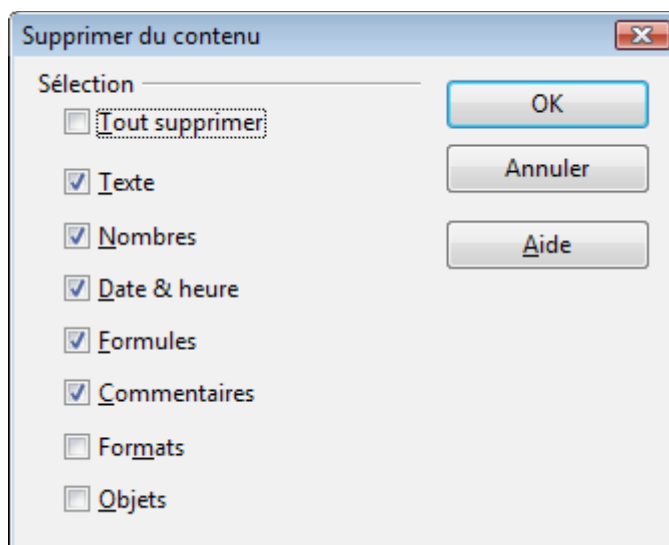 Supprimer du contenu
Sélection
Tout supprimer
Texte
Nombres
Date & heure
Formules
Commentaires
Formats
Objets
OK
Annuler
Aide